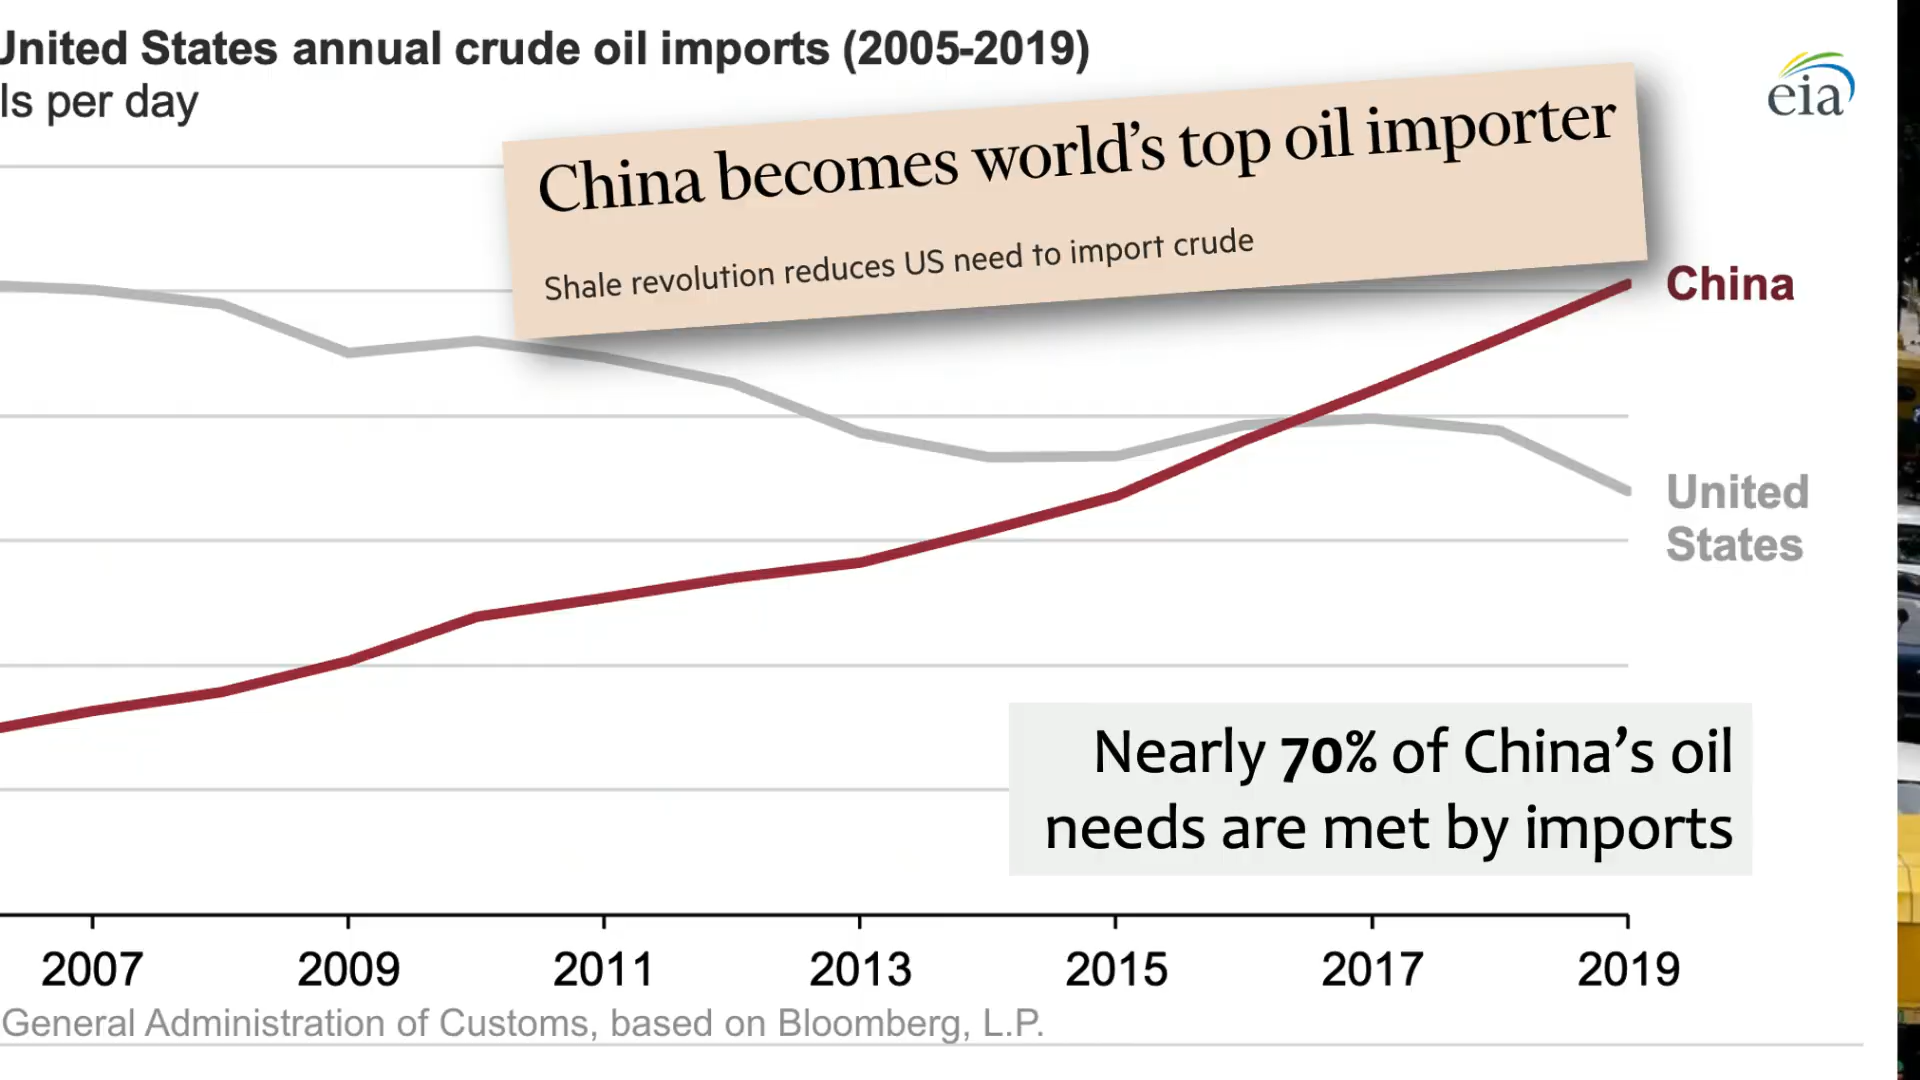 United States annual crude oil imports (2005-2019)
ls per day
eia
China becomes world's top oil importer
Shale revolution reduces US need to import crude
China
United
States
Nearly 70% of China's oil
needs are met by imports
2007 2009 2011 2013 2015 2017 2019
General Administration of Customs, based on Bloomberg, L.P.